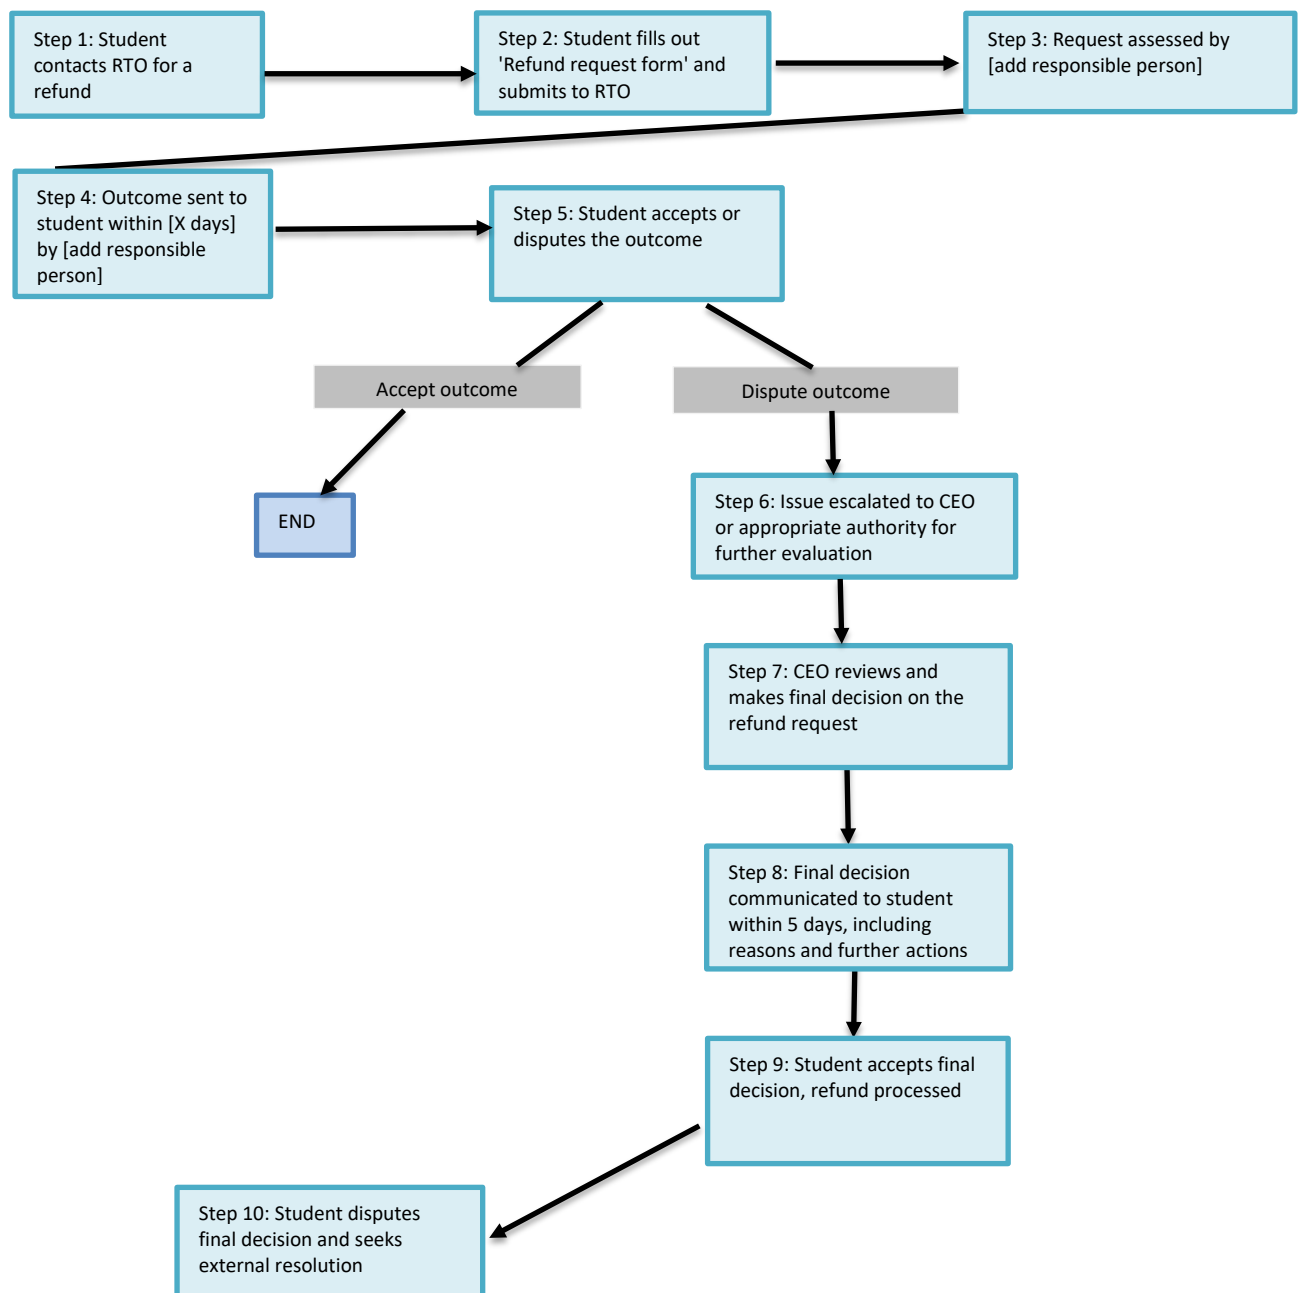 Step 1: Student
contacts RTO for a
refund
Step 2: Student fills out
'Refund request form' and
submits to RTO
Step 3: Request assessed by
[add responsible person]
Step 4: Outcome sent to
student within [X days]
by [add responsible
person]
Step 5: Student accepts or
disputes the outcome
Accept outcome
Dispute outcome
END
Step 6: Issue escalated to CEO
or appropriate authority for
further evaluation
Step 7: CEO reviews and
makes final decision on the
refund request
Step 8: Final decision
communicated to student
within 5 days, including
reasons and further actions
Step 9: Student accepts final
decision, refund processed
Step 10: Student disputes
final decision and seeks
external resolution